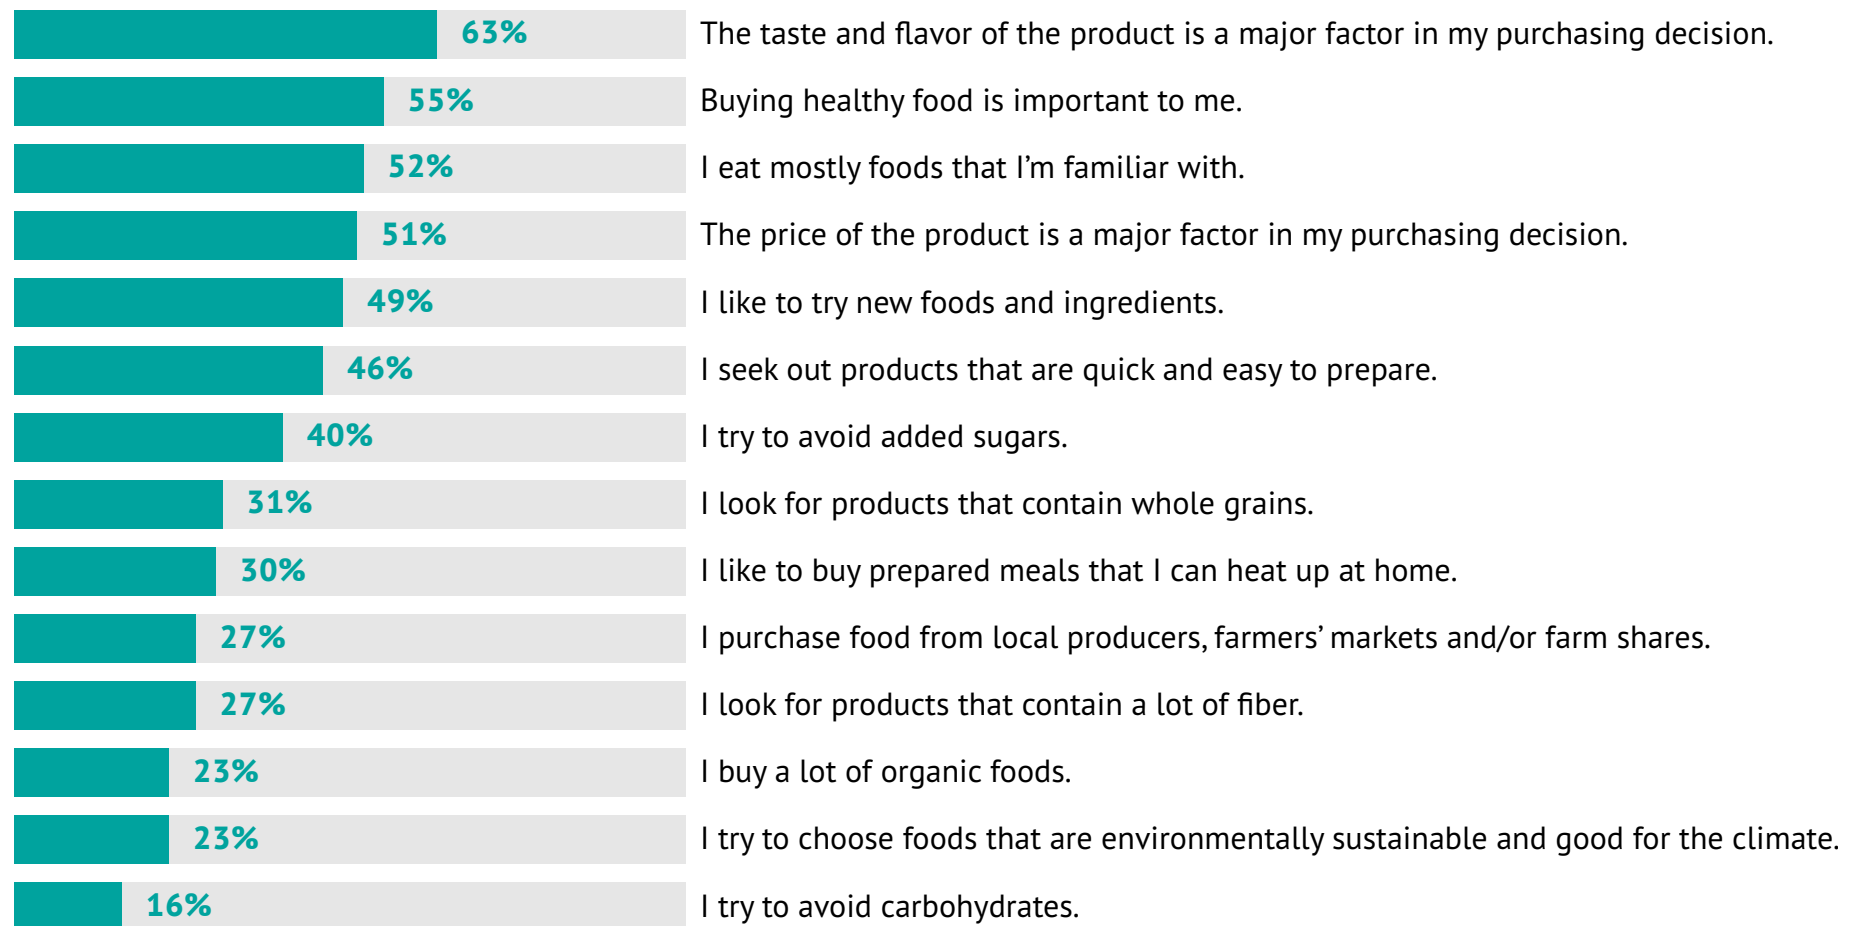 63% The taste and flavor of the product is a major factor in my purchasing decision.
55% Buying healthy food is important to me.
52% I eat mostly foods that I’m familiar with.
51% The price of the product is a major factor in my purchasing decision.
49% I like to try new foods and ingredients.
46% I seek out products that are quick and easy to prepare.
40% I try to avoid added sugars.
31% I look for products that contain whole grains.
30% I like to buy prepared meals that I can heat up at home.
27% I purchase food from local producers, farmers’ markets and/or farm shares.
27% I look for products that contain a lot of fiber.
23% I buy a lot of organic foods.
23% I try to choose foods that are environmentally sustainable and good for the climate.
16% I try to avoid carbohydrates.